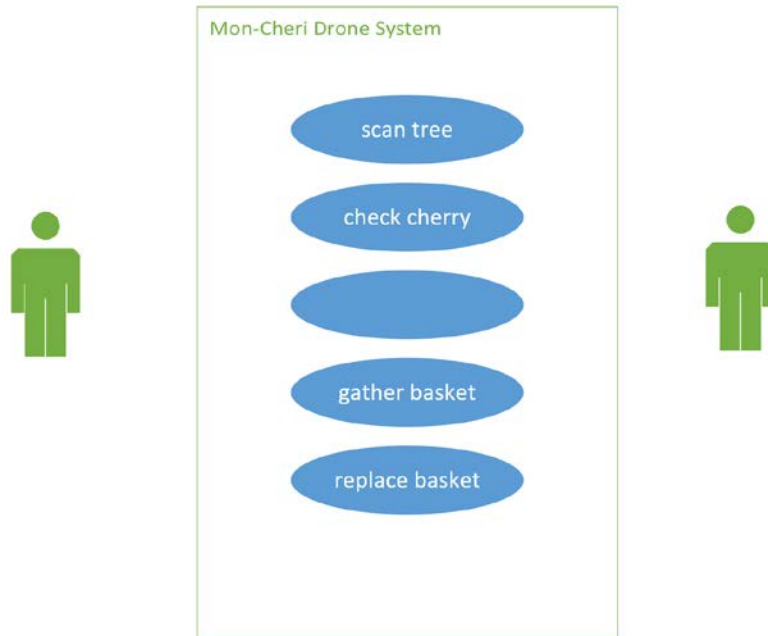 Mon-Cheri Drone System
scan tree
check cherry
gather basket
replace basket